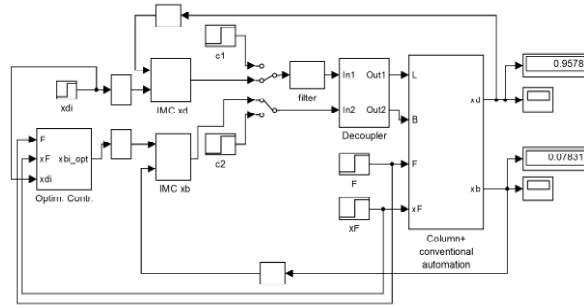 c1
0.9578
xdi
IMC xd
filter
In1
Out1
In2
Out2
Decoupler
L
B
F
xF
xd
xb
Column+
conventional
automation
F
xF
xdi
xbi_opt
Optim. Contr.
IMC xb
c2
F
xF
0.07831